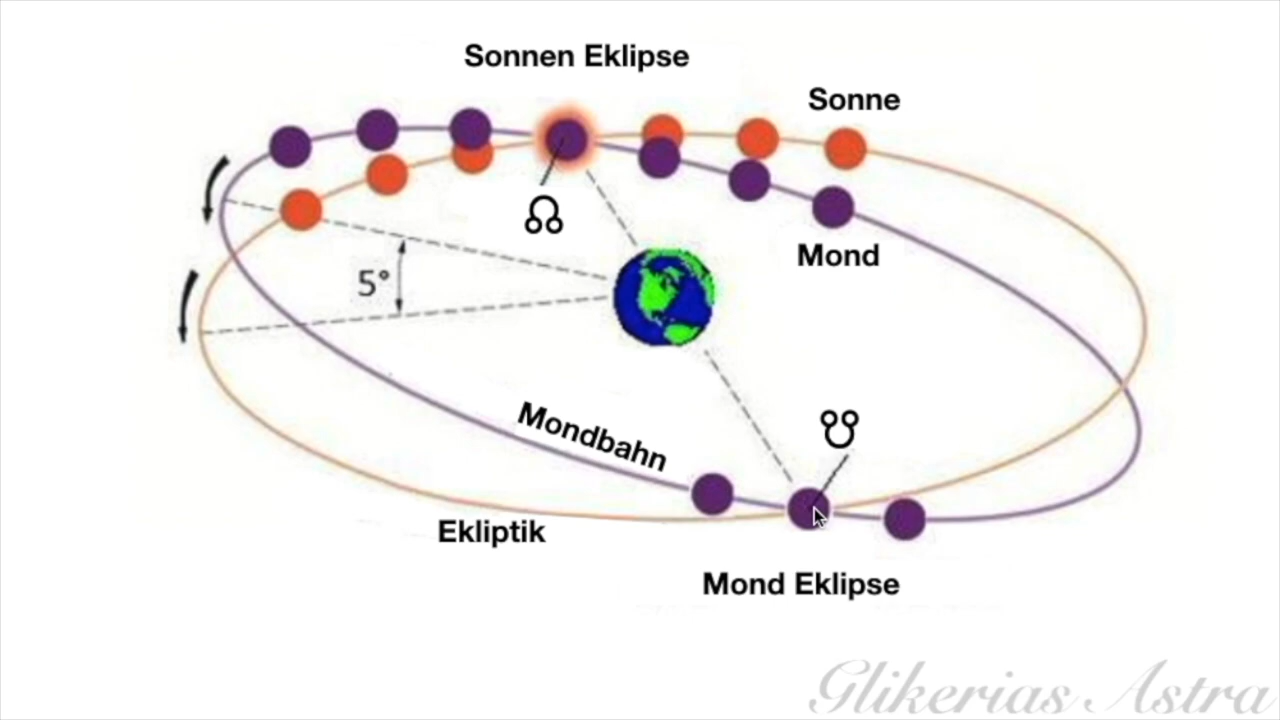 Sonnen Eklipse
Sonne
☊
Mond
5°
☋
Mondbahn
Ekliptik
Mond Eklipse
Glikerias Astra